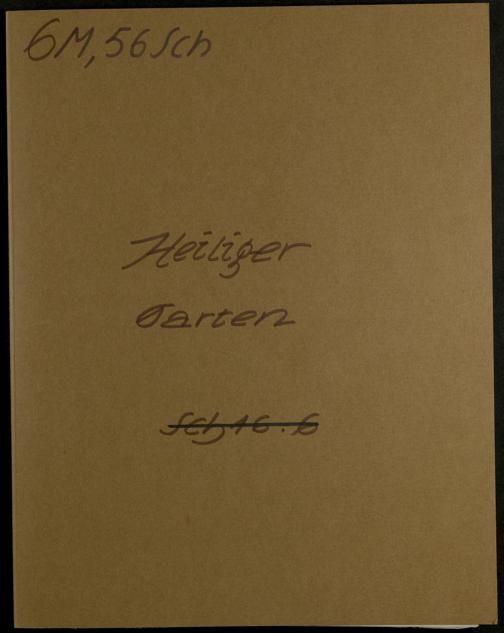 6M,56Sch
Heiliger
Garten
Sch 16.6